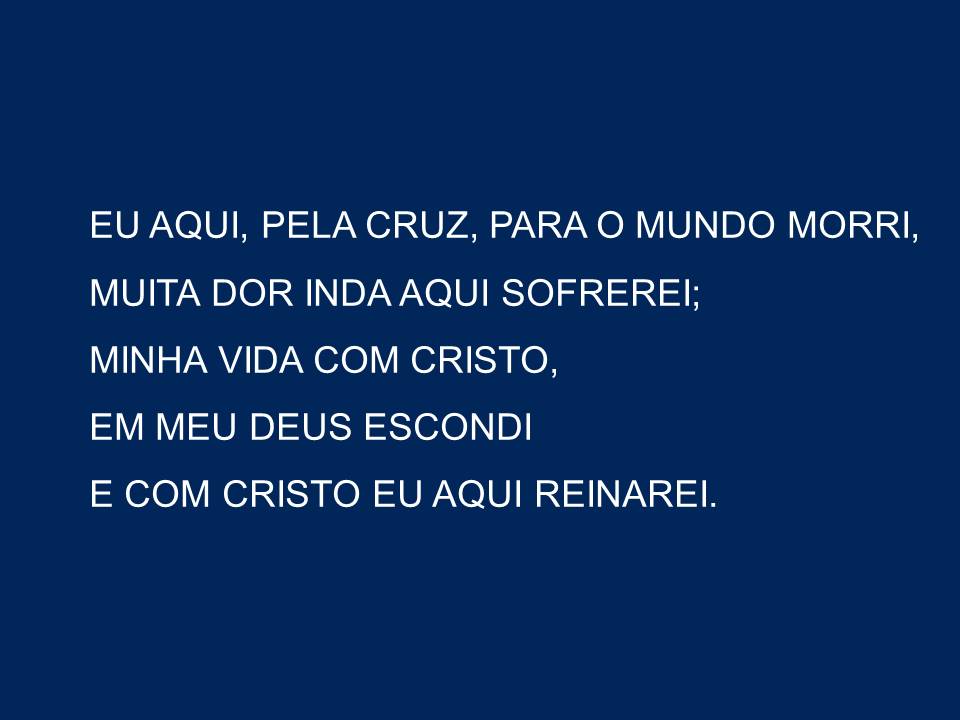 EU AQUI, PELA CRUZ, PARA O MUNDO MORRI,
MUITA DOR INDA AQUI SOFREREI;
MINHA VIDA COM CRISTO,
EM MEU DEUS ESCONDI
E COM CRISTO EU AQUI REINAREI.